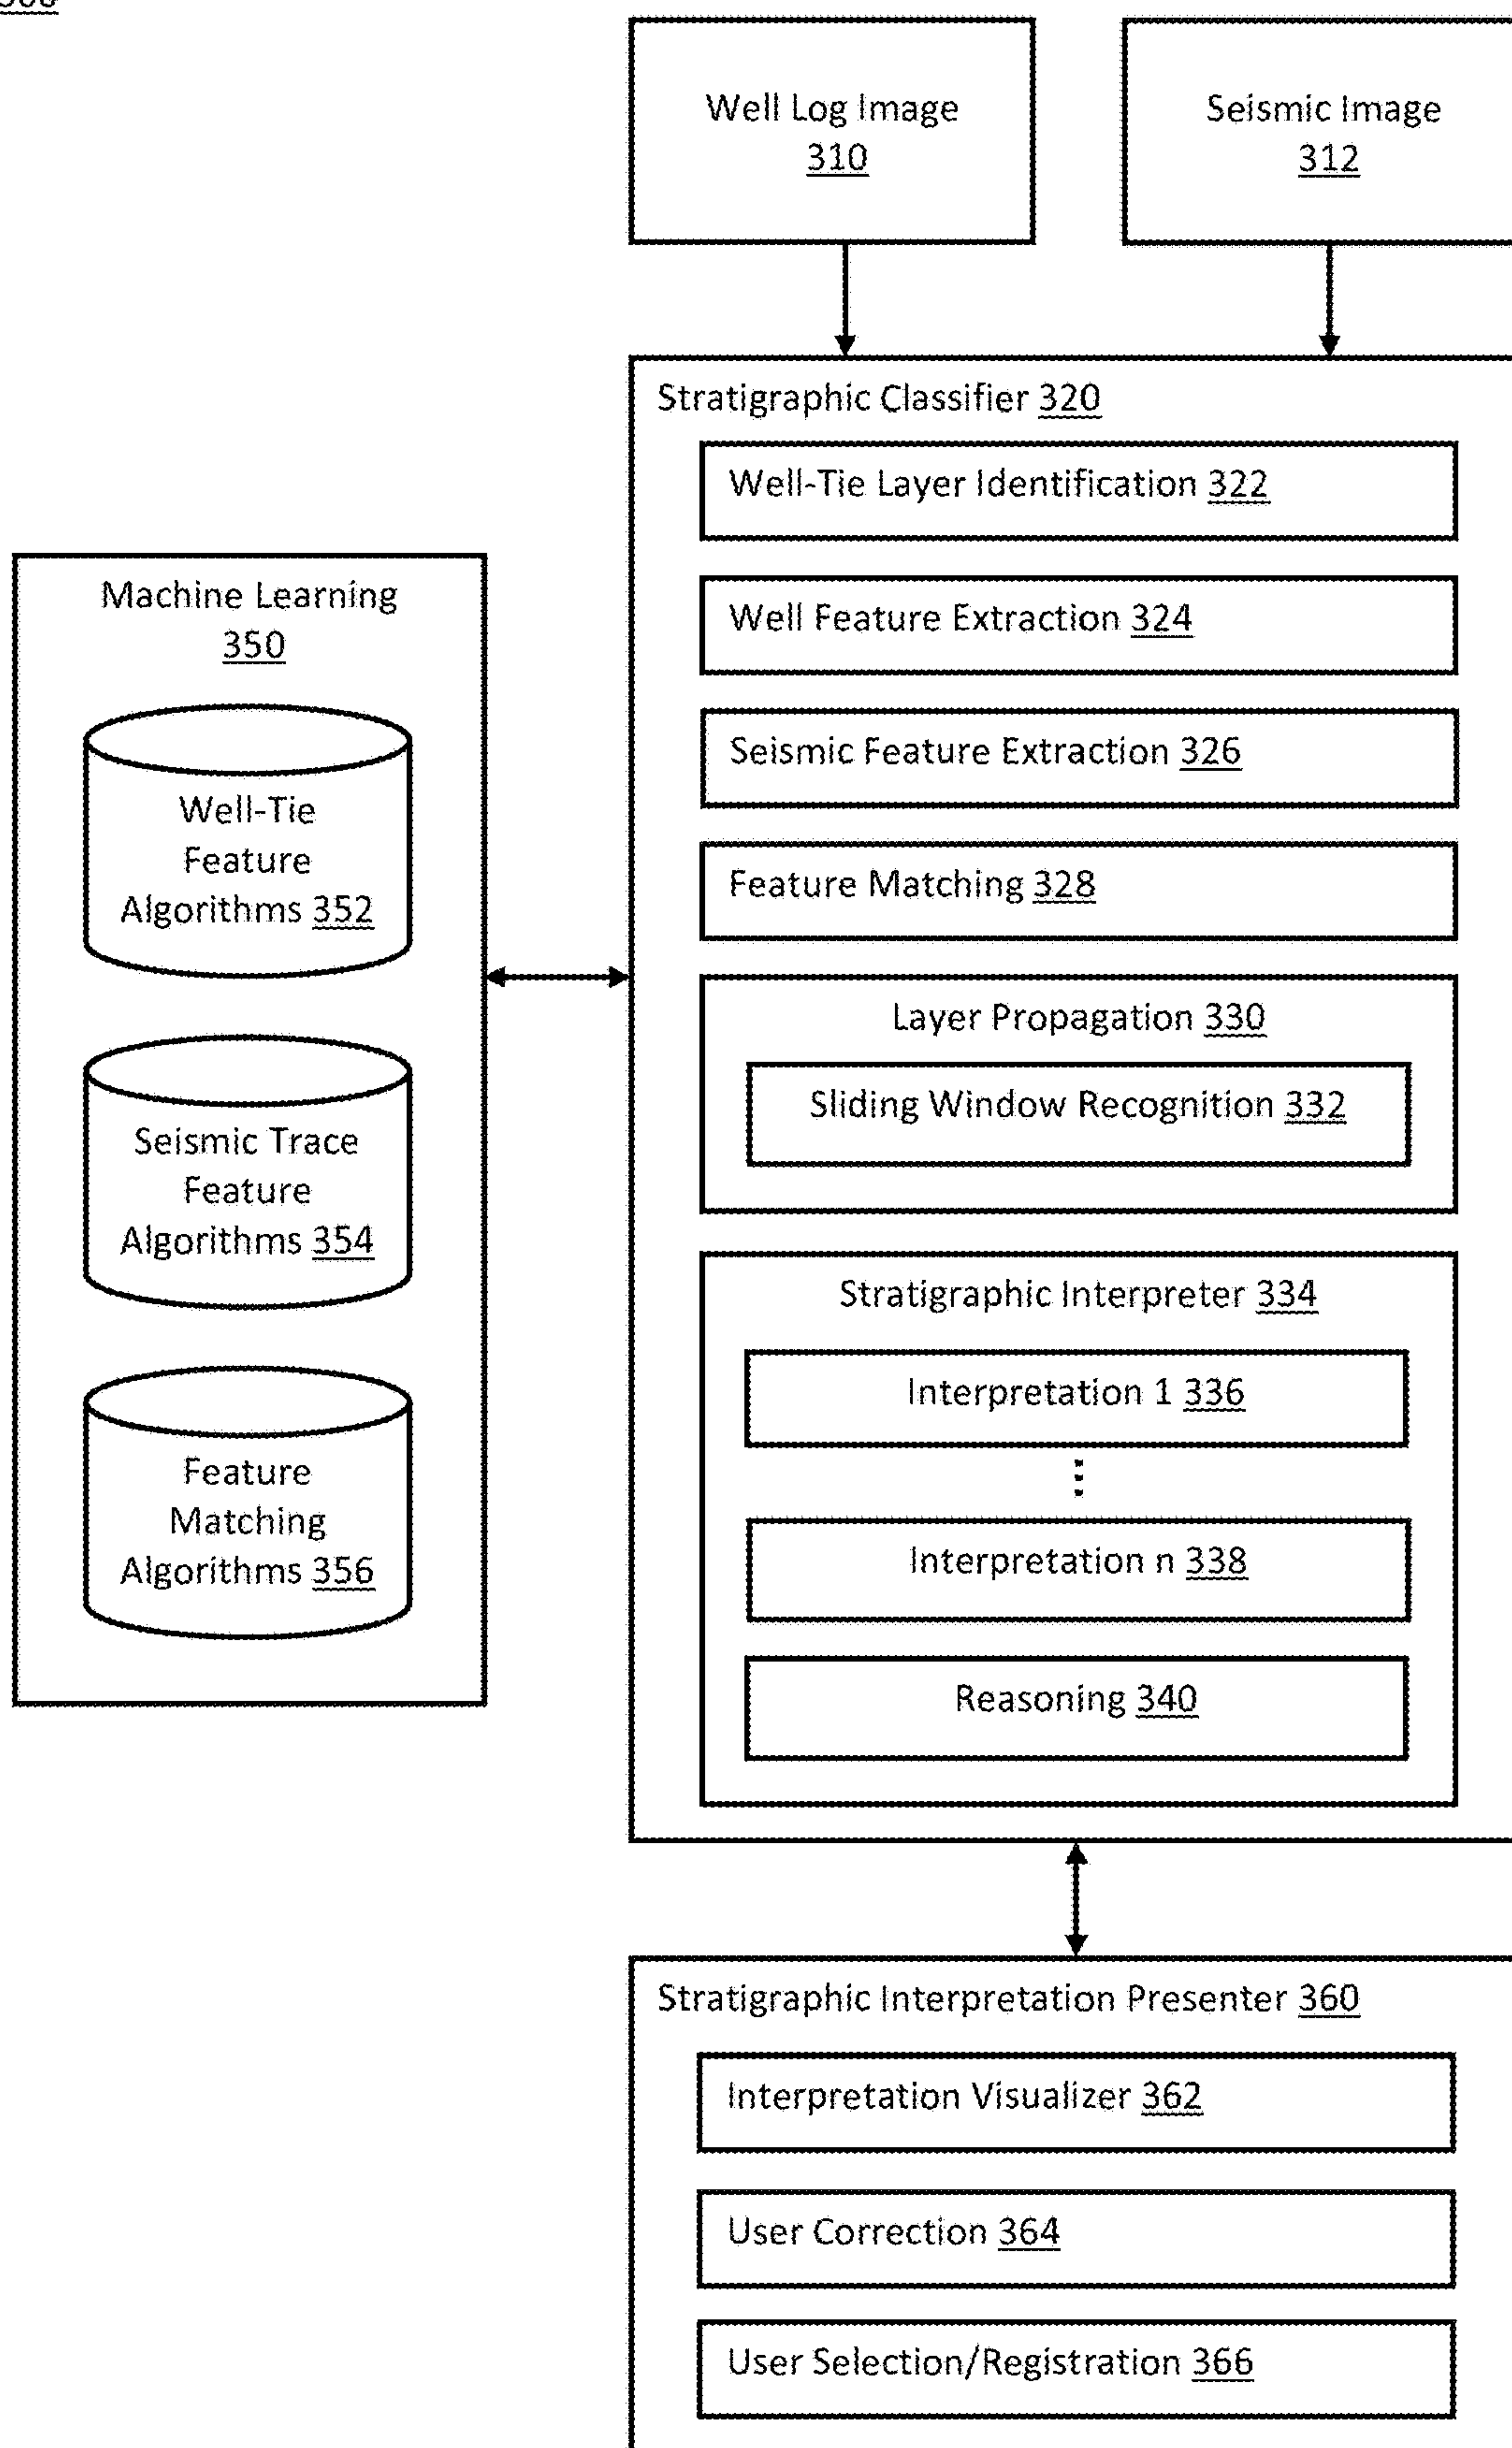 Well Log Image
310
Seismic Image
312
Stratigraphic Classifier 320
Well-Tie Layer Identification 322
Well Feature Extraction 324
Seismic Feature Extraction 326
Feature Matching 328
Layer Propagation 330
Sliding Window Recognition 332
Stratigraphic Interpreter 334
Interpretation 1 336
Interpretation n 338
Reasoning 340
Machine Learning
350
Well-Tie
Feature
Algorithms 352
Seismic Trace
Feature
Algorithms 354
Feature
Matching
Algorithms 356
Stratigraphic Interpretation Presenter 360
Interpretation Visualizer 362
User Correction 364
User Selection/Registration 366